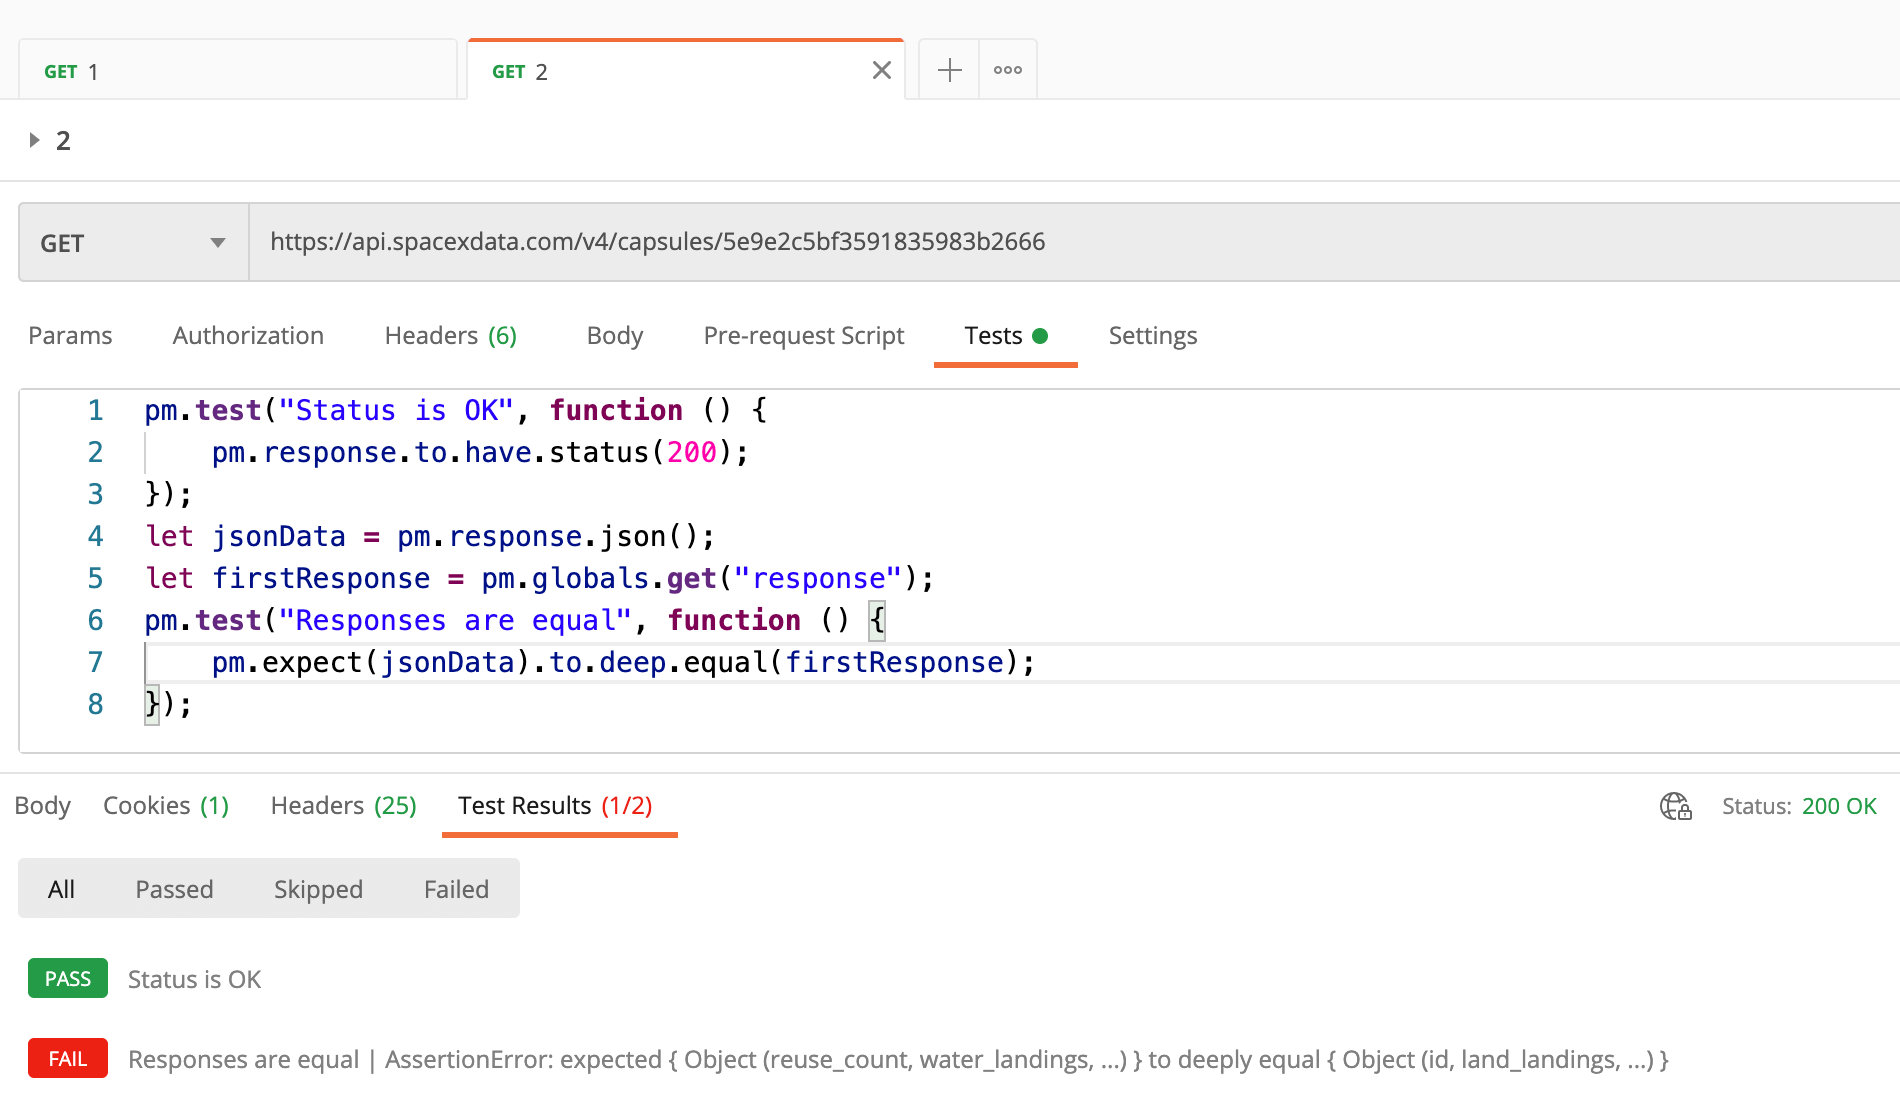 GET 1
GET 2
2
GET https://api.spacexdata.com/v4/capsules/5e9e2c5bf3591835983b2666
Params Authorization Headers (6) Body Pre-request Script Tests Settings
1 pm.test("Status is OK", function () {
2 pm.response.to.have.status(200);
3 });
4 let jsonData = pm.response.json();
5 let firstResponse = pm.globals.get("response");
6 pm.test("Responses are equal", function () {
7 pm.expect(jsonData).to.deep.equal(firstResponse);
8 });
Body Cookies (1) Headers (25) Test Results (1/2) Status: 200 OK
All Passed Skipped Failed
PASS Status is OK
FAIL Responses are equal | AssertionError: expected { Object (reuse_count, water_landings, ...) } to deeply equal { Object (id, land_landings, ...) }